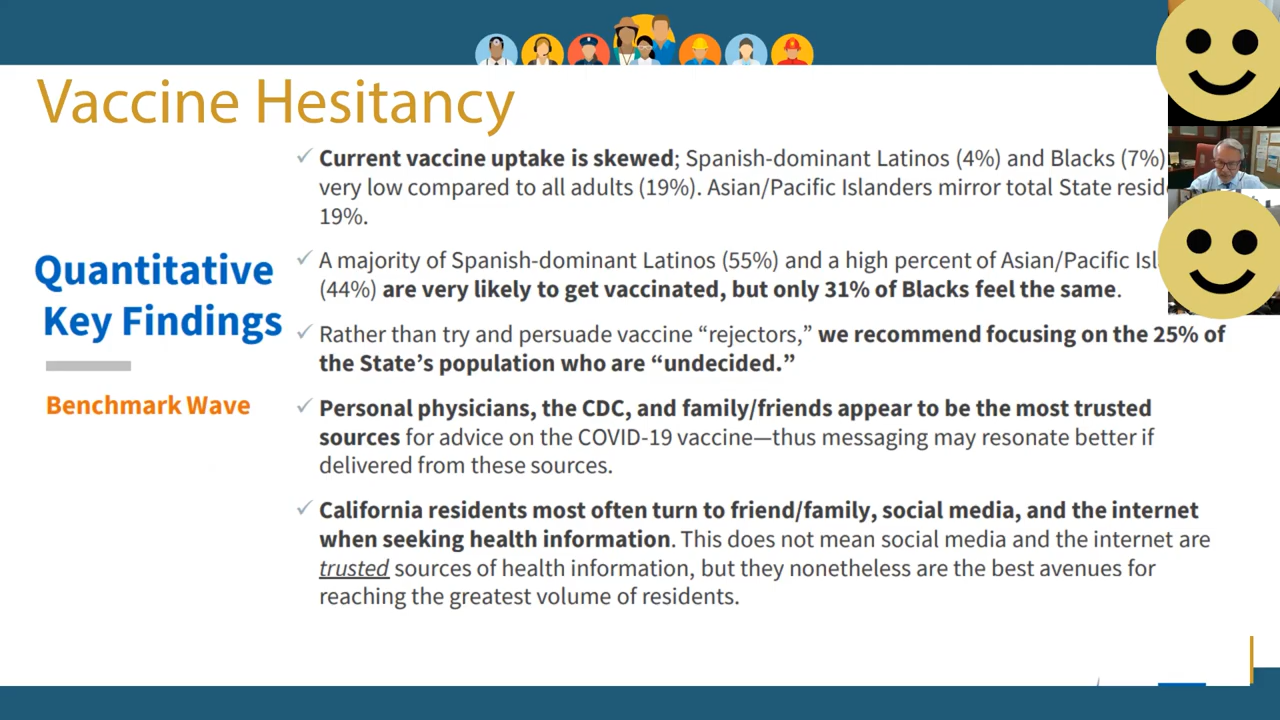 Vaccine Hesitancy
Current vaccine uptake is skewed; Spanish-dominant Latinos (4%) and Blacks (7%)
very low compared to all adults (19%). Asian/Pacific Islanders mirror total State
19%.
Quantitative
Key Findings
Benchmark Wave
A majority of Spanish-dominant Latinos (55%) and a high percent of Asian/Pacific
(44%) are very likely to get vaccinated, but only 31% of Blacks feel the same.
Rather than try and persuade vaccine “rejectors,” we recommend focusing on the 25% of
the State’s population who are “undecided.”
Personal physicians, the CDC, and family/friends appear to be the most trusted
sources for advice on the COVID-19 vaccine—thus messaging may resonate better if
delivered from these sources.
California residents most often turn to friend/family, social media, and the internet
when seeking health information. This does not mean social media and the internet are
trusted sources of health information, but they nonetheless are the best avenues for
reaching the greatest volume of residents.